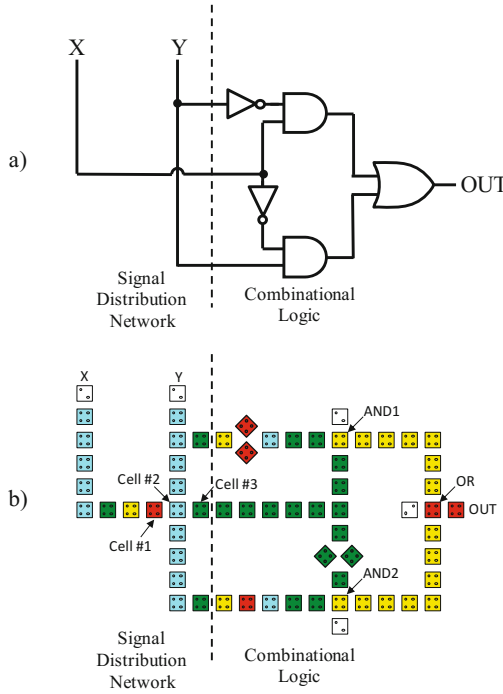 X
Y
a)
OUT
Signal
Distribution
Network
Combinational
Logic
X
Y
AND1
b)
Cell #2
Cell #3
OR
OUT
Cell #1
AND2
Signal
Distribution
Network
Combinational
Logic